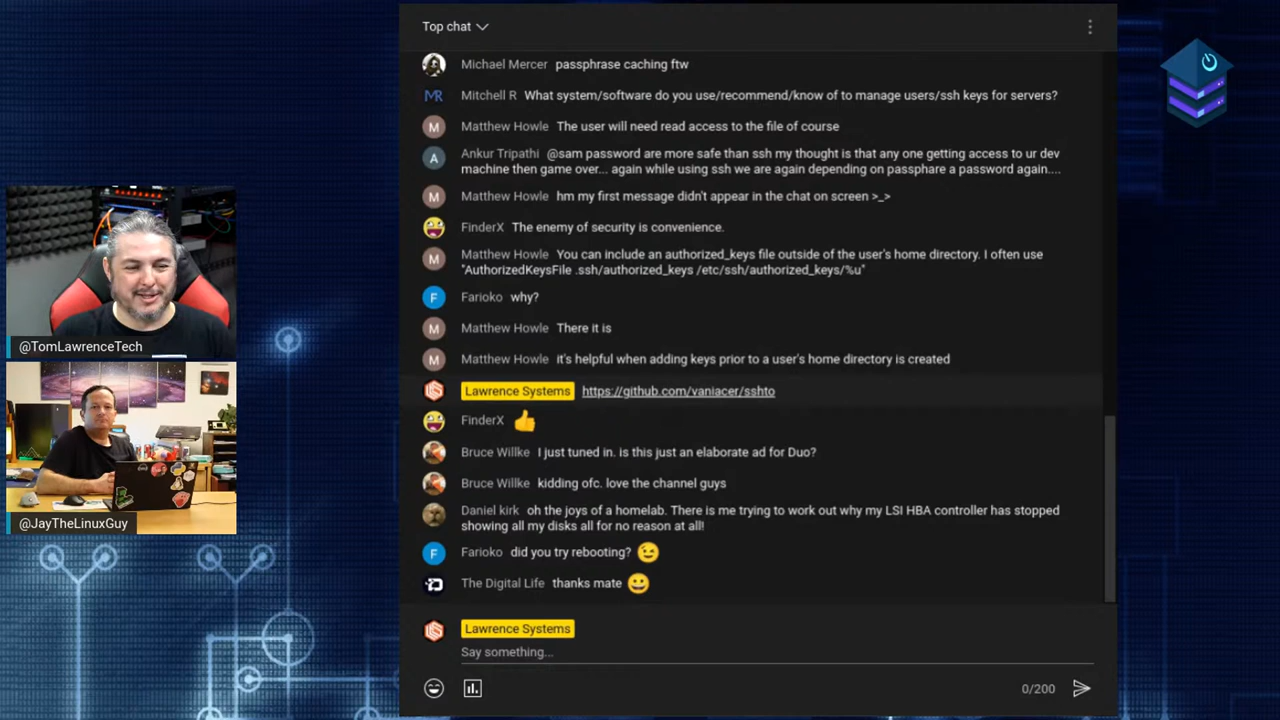 Top chat
Michael Mercer passphrase caching ftw
MR Mitchell R What system/software do you use/recommend/know of to manage users/ssh keys for servers?
M Matthew Howle The user will need read access to the file of course
A Ankur Tripathi @sam password are more safe than ssh my thought is that any one getting access to ur dev
machine then game over... again while using ssh we are again depending on passphare a password again....
M Matthew Howle hm my first message didn't appear in the chat on screen >_>
FinderX The enemy of security is convenience.
M Matthew Howle You can include an authorized_keys file outside of the user's home directory. I often use
"AuthorizedKeysFile .ssh/authorized_keys /etc/ssh/authorized_keys/%u"
F Farioko why?
M Matthew Howle There it is
M Matthew Howle it's helpful when adding keys prior to a user's home directory is created
Lawrence Systems https://github.com/vaniacer/sshto
FinderX 👍
Bruce Willke I just tuned in. is this just an elaborate ad for Duo?
Bruce Willke kidding ofc. love the channel guys
Daniel kirk oh the joys of a homelab. There is me trying to work out why my LSI HBA controller has stopped
showing all my disks all for no reason at all!
F Farioko did you try rebooting? 😉
The Digital Life thanks mate 😀
Lawrence Systems
Say something...
0/200
@TomLawrenceTech
@JayTheLinuxGuy